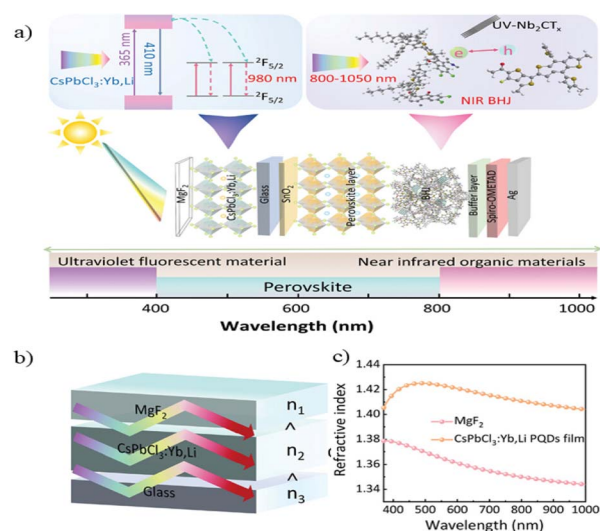 a)
365 nm
410 nm
²F₅/₂
980 nm
²F₅/₂
CsPbCl₃:Yb,Li
UV-Nb₂CTₓ
e
h
800-1050 nm
NIR BHJ
MgF₂
CsPbCl₃:Yb,Li
Glass
SnO₂
Perovskite layer
BHJ
Buffer layer
Spiro-OMETAD
Ag
Ultraviolet fluorescent material
Near infrared organic materials
Perovskite
400
600
800
1000
Wavelength (nm)
b)
MgF₂
n₁
^
CsPbCl₃:Yb,Li
n₂
^
Glass
n₃
c)
Refractive index
1.44
1.42
1.40
1.38
1.36
1.34
MgF₂
CsPbCl₃:Yb,Li PQDs film
400 500 600 700 800 900 1000
Wavelength (nm)